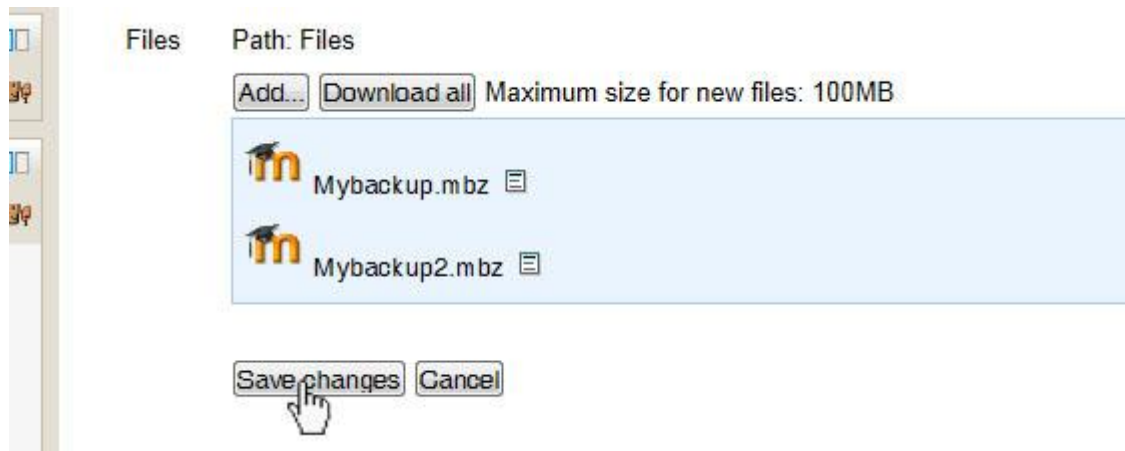 Files Path: Files
Add... Download all Maximum size for new files: 100MB
Mybackup.mbz
Mybackup2.mbz
Save changes Cancel